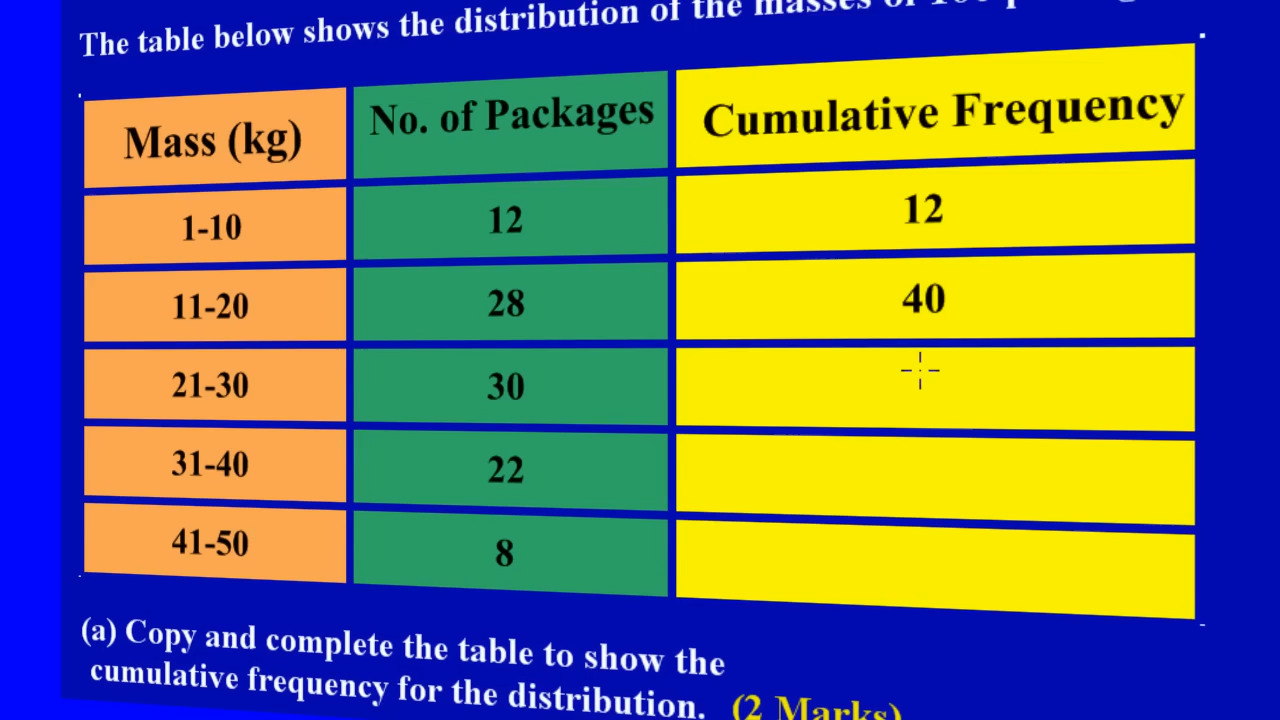 The table below shows the distribution of the masses of
Mass (kg) No. of Packages Cumulative Frequency
1-10 12 12
11-20 28 40
21-30 30
31-40 22
41-50 8
(a) Copy and complete the table to show the
cumulative frequency for the distribution. (2 Marks)